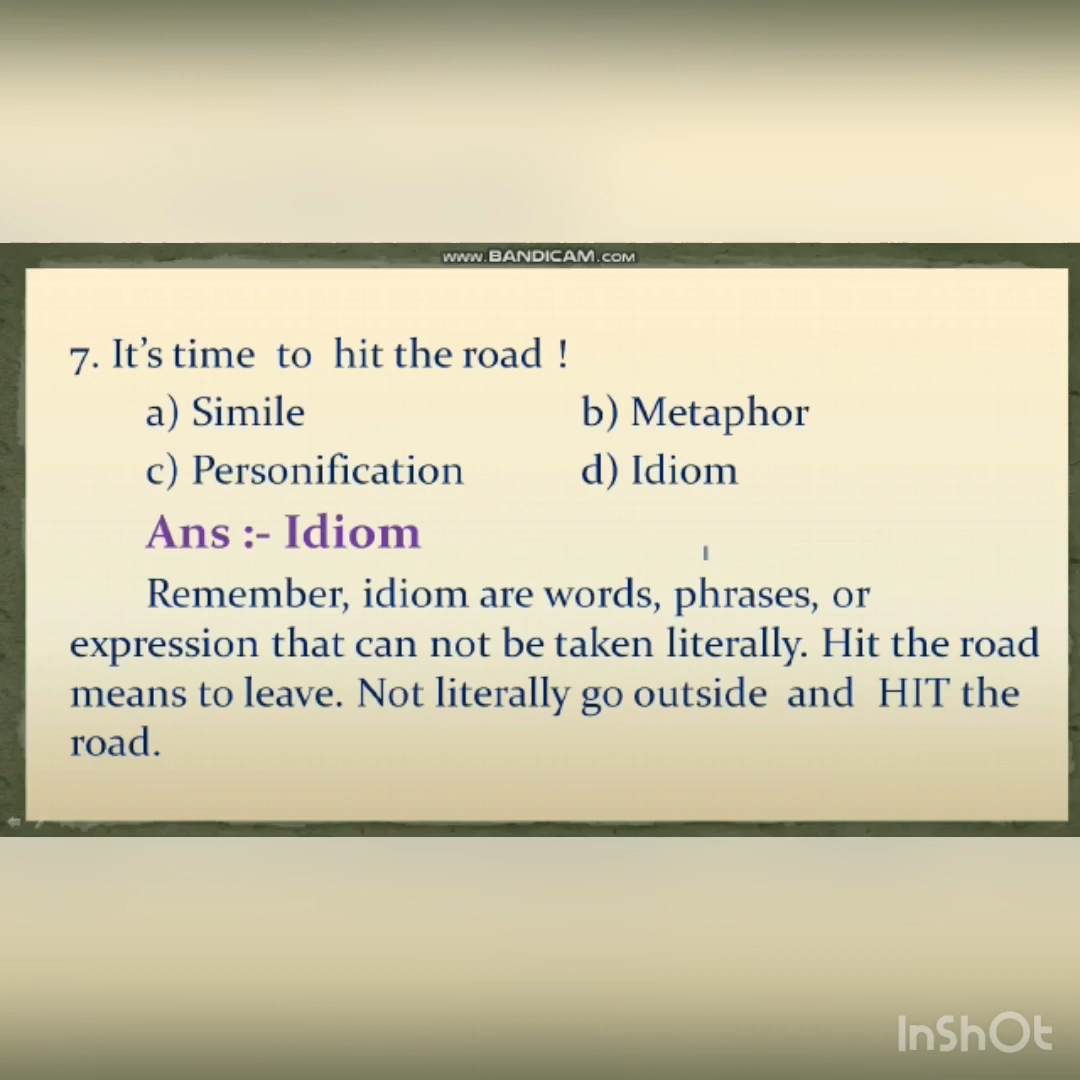 www.BANDICAM.com
7. It's time to hit the road !
a) Simile b) Metaphor
c) Personification d) Idiom
Ans :- Idiom
Remember, idiom are words, phrases, or
expression that can not be taken literally. Hit the road
means to leave. Not literally go outside and HIT the
road.
InShOt